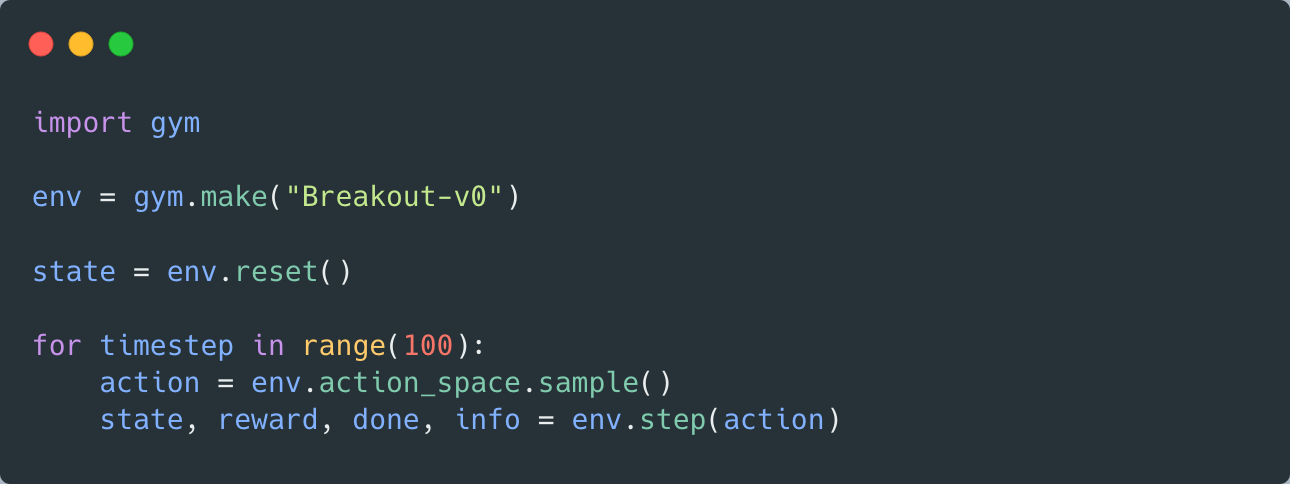 import gym
env = gym.make("Breakout-v0")
state = env.reset()
for timestep in range(100):
    action = env.action_space.sample()
    state, reward, done, info = env.step(action)